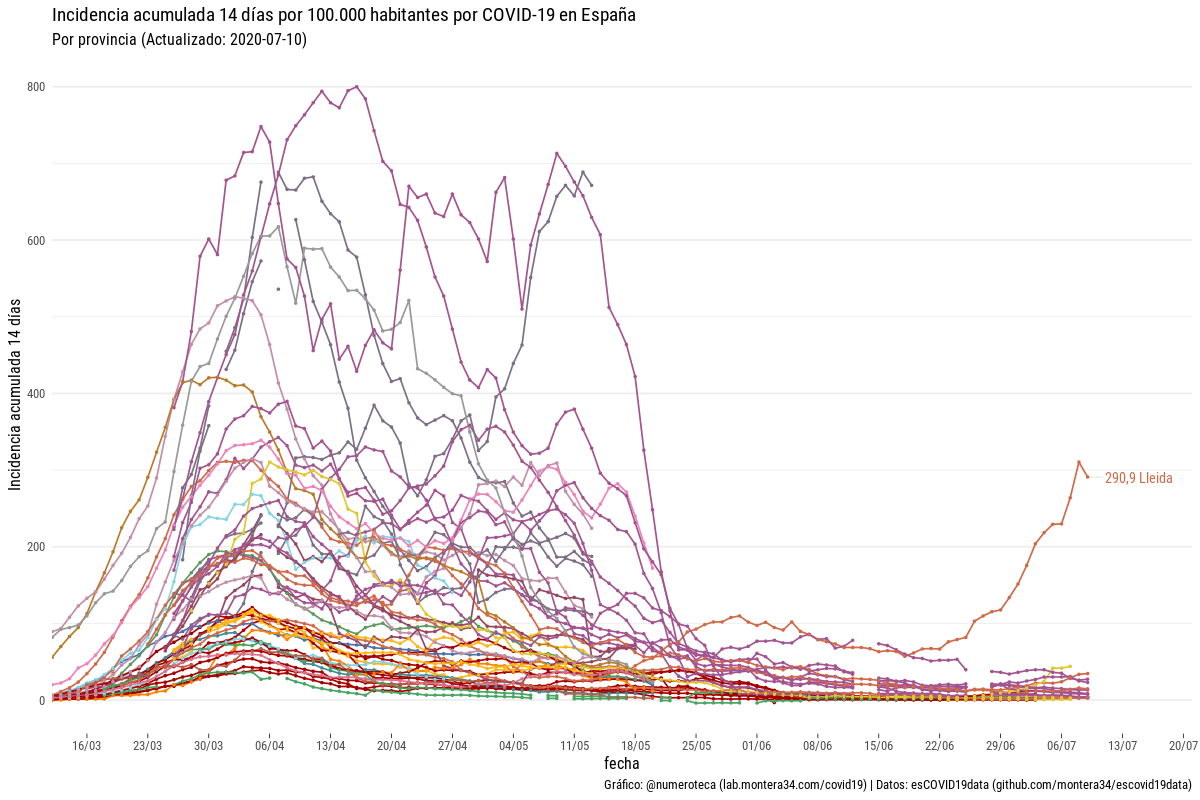 Incidencia acumulada 14 días por 100.000 habitantes por COVID-19 en España
Por provincia (Actualizado: 2020-07-10)
Incidencia acumulada 14 días
800
600
400
200
0
290,9 Lleida
16/03 23/03 30/03 06/04 13/04 20/04 27/04 04/05 11/05 18/05 25/05 01/06 08/06 15/06 22/06 29/06 06/07 13/07 20/07
fecha
Gráfico: @numeroteca (lab.montera34.com/covid19) | Datos: esCOVID19data (github.com/montera34/escovid19data)